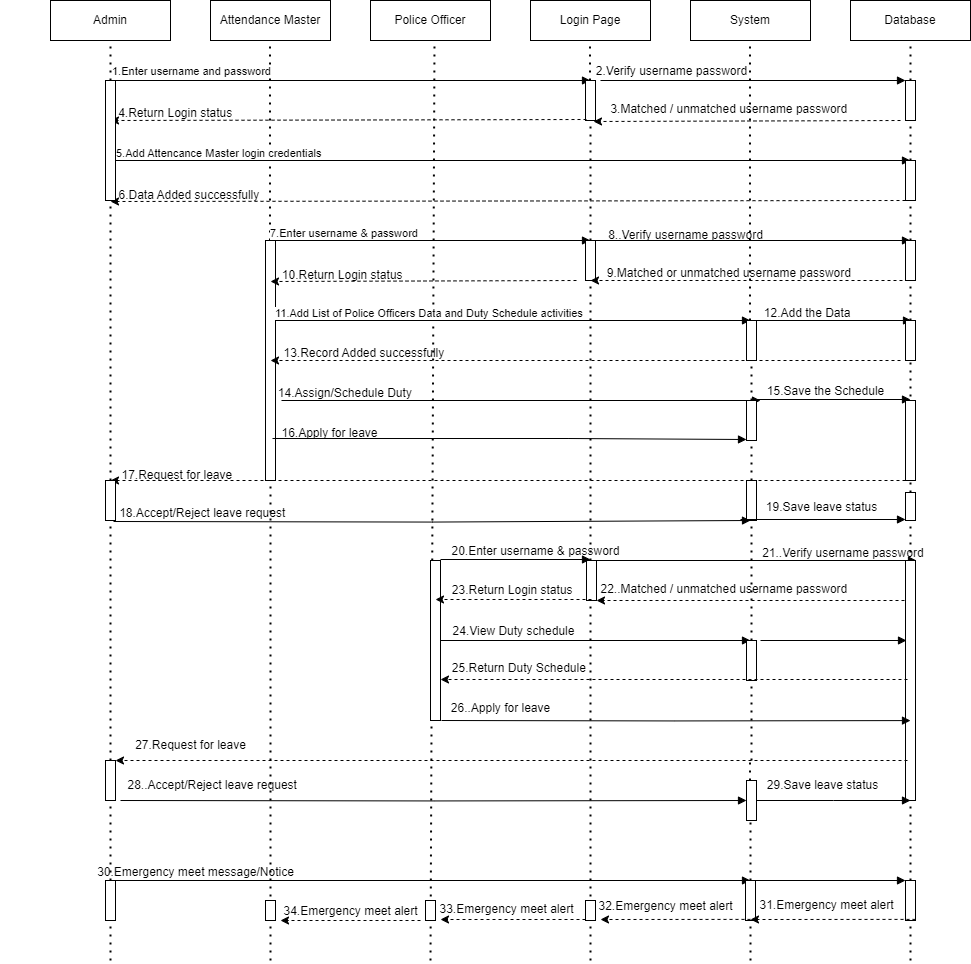 Admin
Attendance Master
Police Officer
Login Page
System
Database
1.Enter username and password
2.Verify username password
4.Return Login status
3.Matched / unmatched username password
5.Add Attencance Master login credentials
6.Data Added successfully
7.Enter username & password
8..Verify username password
10.Return Login status
9.Matched or unmatched username password
11.Add List of Police Officers Data and Duty Schedule activities
12.Add the Data
13.Record Added successfully
14.Assign/Schedule Duty
15.Save the Schedule
16.Apply for leave
17.Request for leave
18.Accept/Reject leave request
19.Save leave status
20.Enter username & password
21..Verify username password
23.Return Login status
22..Matched / unmatched username password
24.View Duty schedule
25.Return Duty Schedule
26..Apply for leave
27.Request for leave
28..Accept/Reject leave request
29.Save leave status
30.Emergency meet message/Notice
34.Emergency meet alert
33.Emergency meet alert
32.Emergency meet alert
31.Emergency meet alert